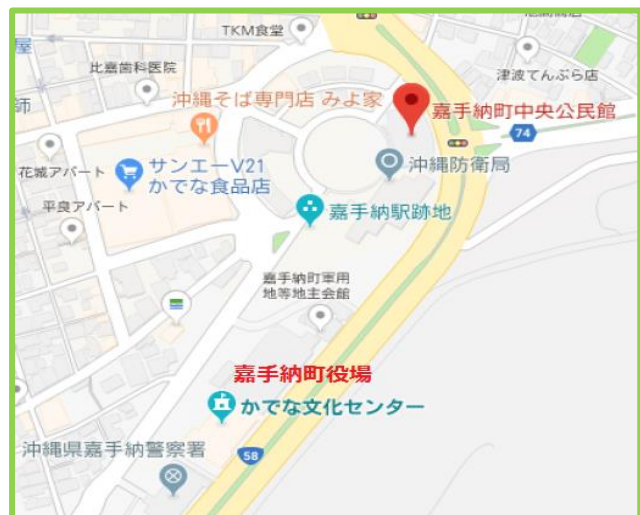 TKM食堂
比嘉歯科医院
津波てんぷら店
沖縄そば専門店 みよ家
嘉手納町中央公民館
師
74
サンエーV21
かでな食品店
沖縄防衛局
花城アパート
平良アパート
嘉手納駅跡地
嘉手納町軍用
地等地主会館
嘉手納町役場
かでな文化センター
沖縄県嘉手納警察署
58